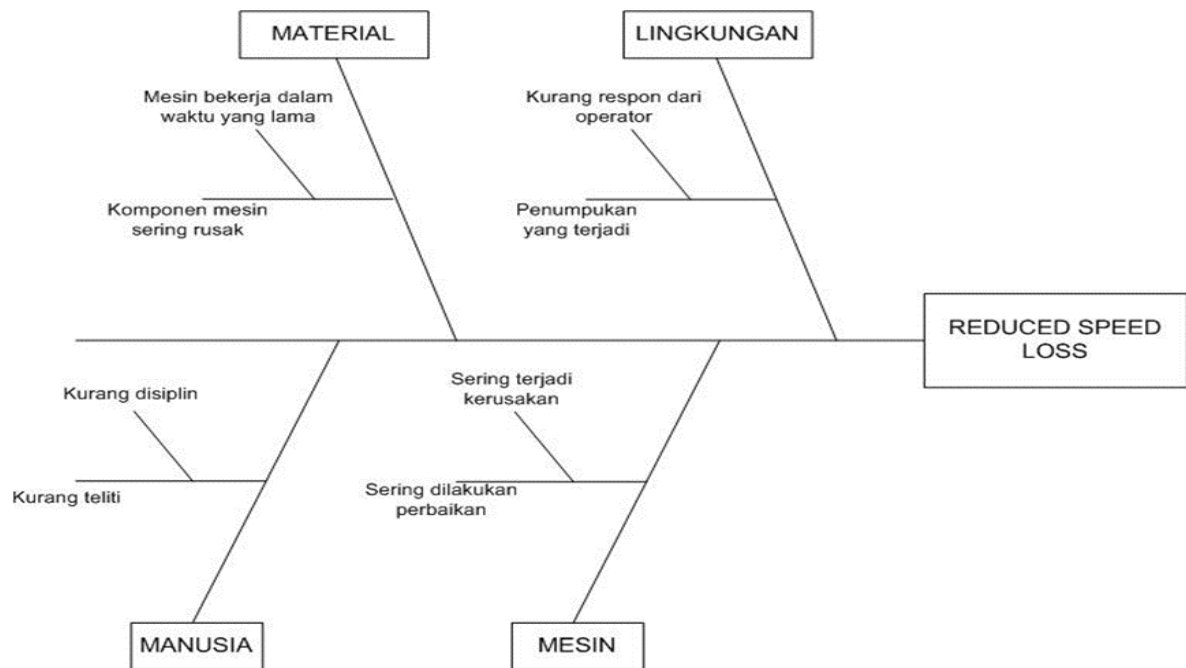 MATERIAL
LINGKUNGAN
Mesin bekerja dalam
waktu yang lama
Kurang respon dari
operator
Komponen mesin
sering rusak
Penumpukan
yang terjadi
REDUCED SPEED
LOSS
Kurang disiplin
Sering terjadi
kerusakan
Kurang teliti
Sering dilakukan
perbaikan
MANUSIA
MESIN